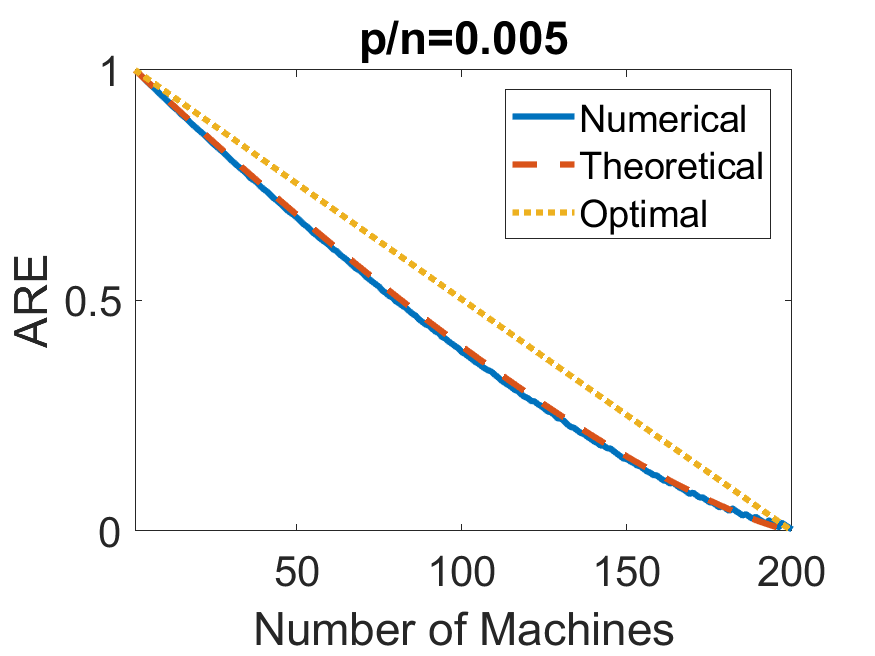 p/n=0.005
1
0.5
0
ARE
Numerical
Theoretical
Optimal
50 100 150 200
Number of Machines